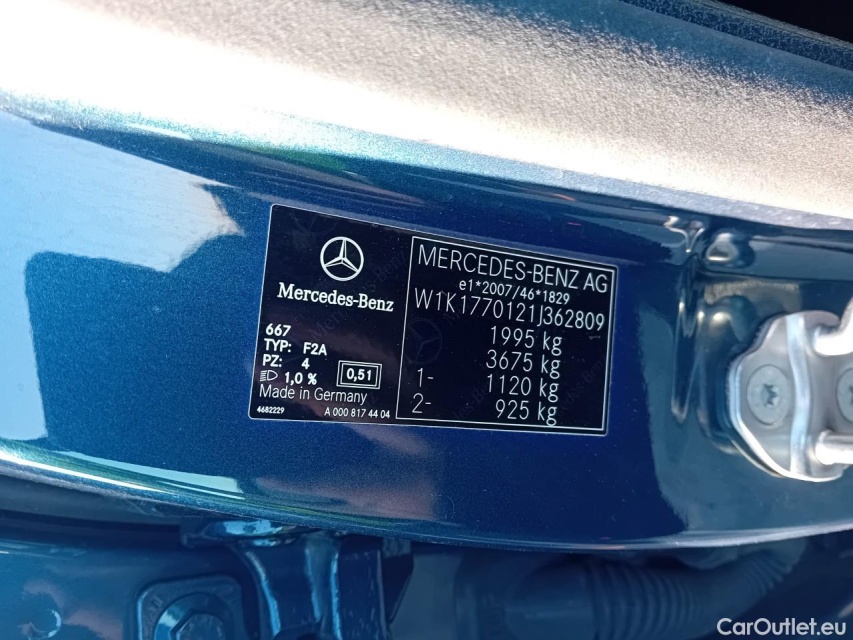 Mercedes-Benz
667
TYP: F2A
PZ: 4
1,0 %
0,51
Made in Germany
4682229
A 000 817 44 04
MERCEDES-BENZ AG
e1*2007/46*1829
W1K1770121J362809
1995 kg
3675 kg
1- 1120 kg
2- 925 kg
CarOutlet.eu